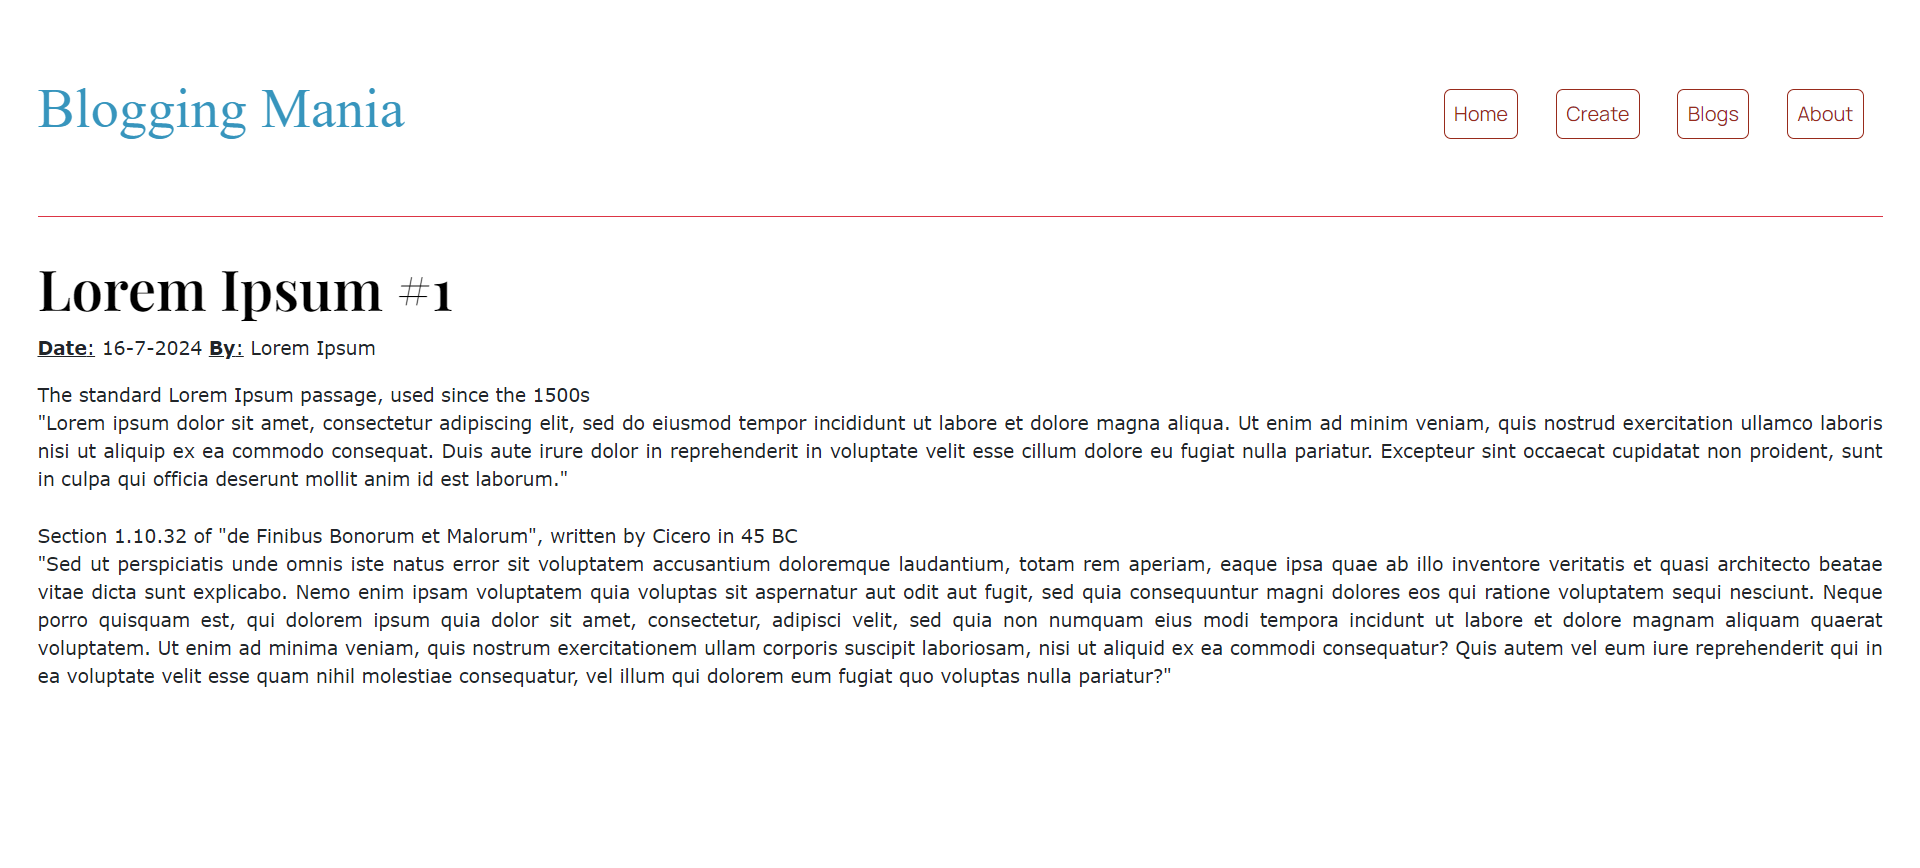 Blogging Mania
Home Create Blogs About
Lorem Ipsum #1
Date: 16-7-2024 By: Lorem Ipsum
The standard Lorem Ipsum passage, used since the 1500s
"Lorem ipsum dolor sit amet, consectetur adipiscing elit, sed do eiusmod tempor incididunt ut labore et dolore magna aliqua. Ut enim ad minim veniam, quis nostrud exercitation ullamco laboris
nisi ut aliquip ex ea commodo consequat. Duis aute irure dolor in reprehenderit in voluptate velit esse cillum dolore eu fugiat nulla pariatur. Excepteur sint occaecat cupidatat non proident, sunt
in culpa qui officia deserunt mollit anim id est laborum."
Section 1.10.32 of "de Finibus Bonorum et Malorum", written by Cicero in 45 BC
"Sed ut perspiciatis unde omnis iste natus error sit voluptatem accusantium doloremque laudantium, totam rem aperiam, eaque ipsa quae ab illo inventore veritatis et quasi architecto beatae
vitae dicta sunt explicabo. Nemo enim ipsam voluptatem quia voluptas sit aspernatur aut odit aut fugit, sed quia consequuntur magni dolores eos qui ratione voluptatem sequi nesciunt. Neque
porro quisquam est, qui dolorem ipsum quia dolor sit amet, consectetur, adipisci velit, sed quia non numquam eius modi tempora incidunt ut labore et dolore magnam aliquam quaerat
voluptatem. Ut enim ad minima veniam, quis nostrum exercitationem ullam corporis suscipit laboriosam, nisi ut aliquid ex ea commodi consequatur? Quis autem vel eum iure reprehenderit qui in
ea voluptate velit esse quam nihil molestiae consequatur, vel illum qui dolorem eum fugiat quo voluptas nulla pariatur?"